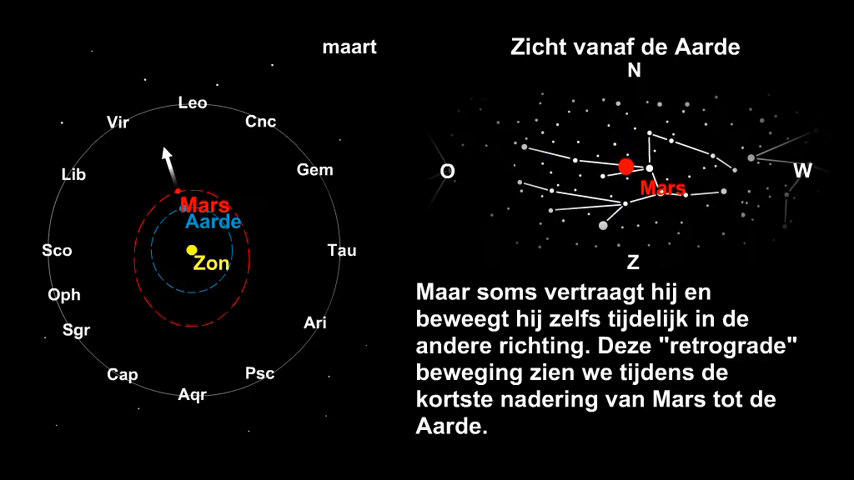 maart
Leo
Vir
Cnc
Lib
Gem
Mars
Aarde
Sco
Tau
Zon
Oph
Ari
Sgr
Cap
Psc
Aqr
Zicht vanaf de Aarde
N
O
W
Mars
Z
Maar soms vertraagt hij en
beweegt hij zelfs tijdelijk in de
andere richting. Deze "retrograde"
beweging zien we tijdens de
kortste nadering van Mars tot de
Aarde.